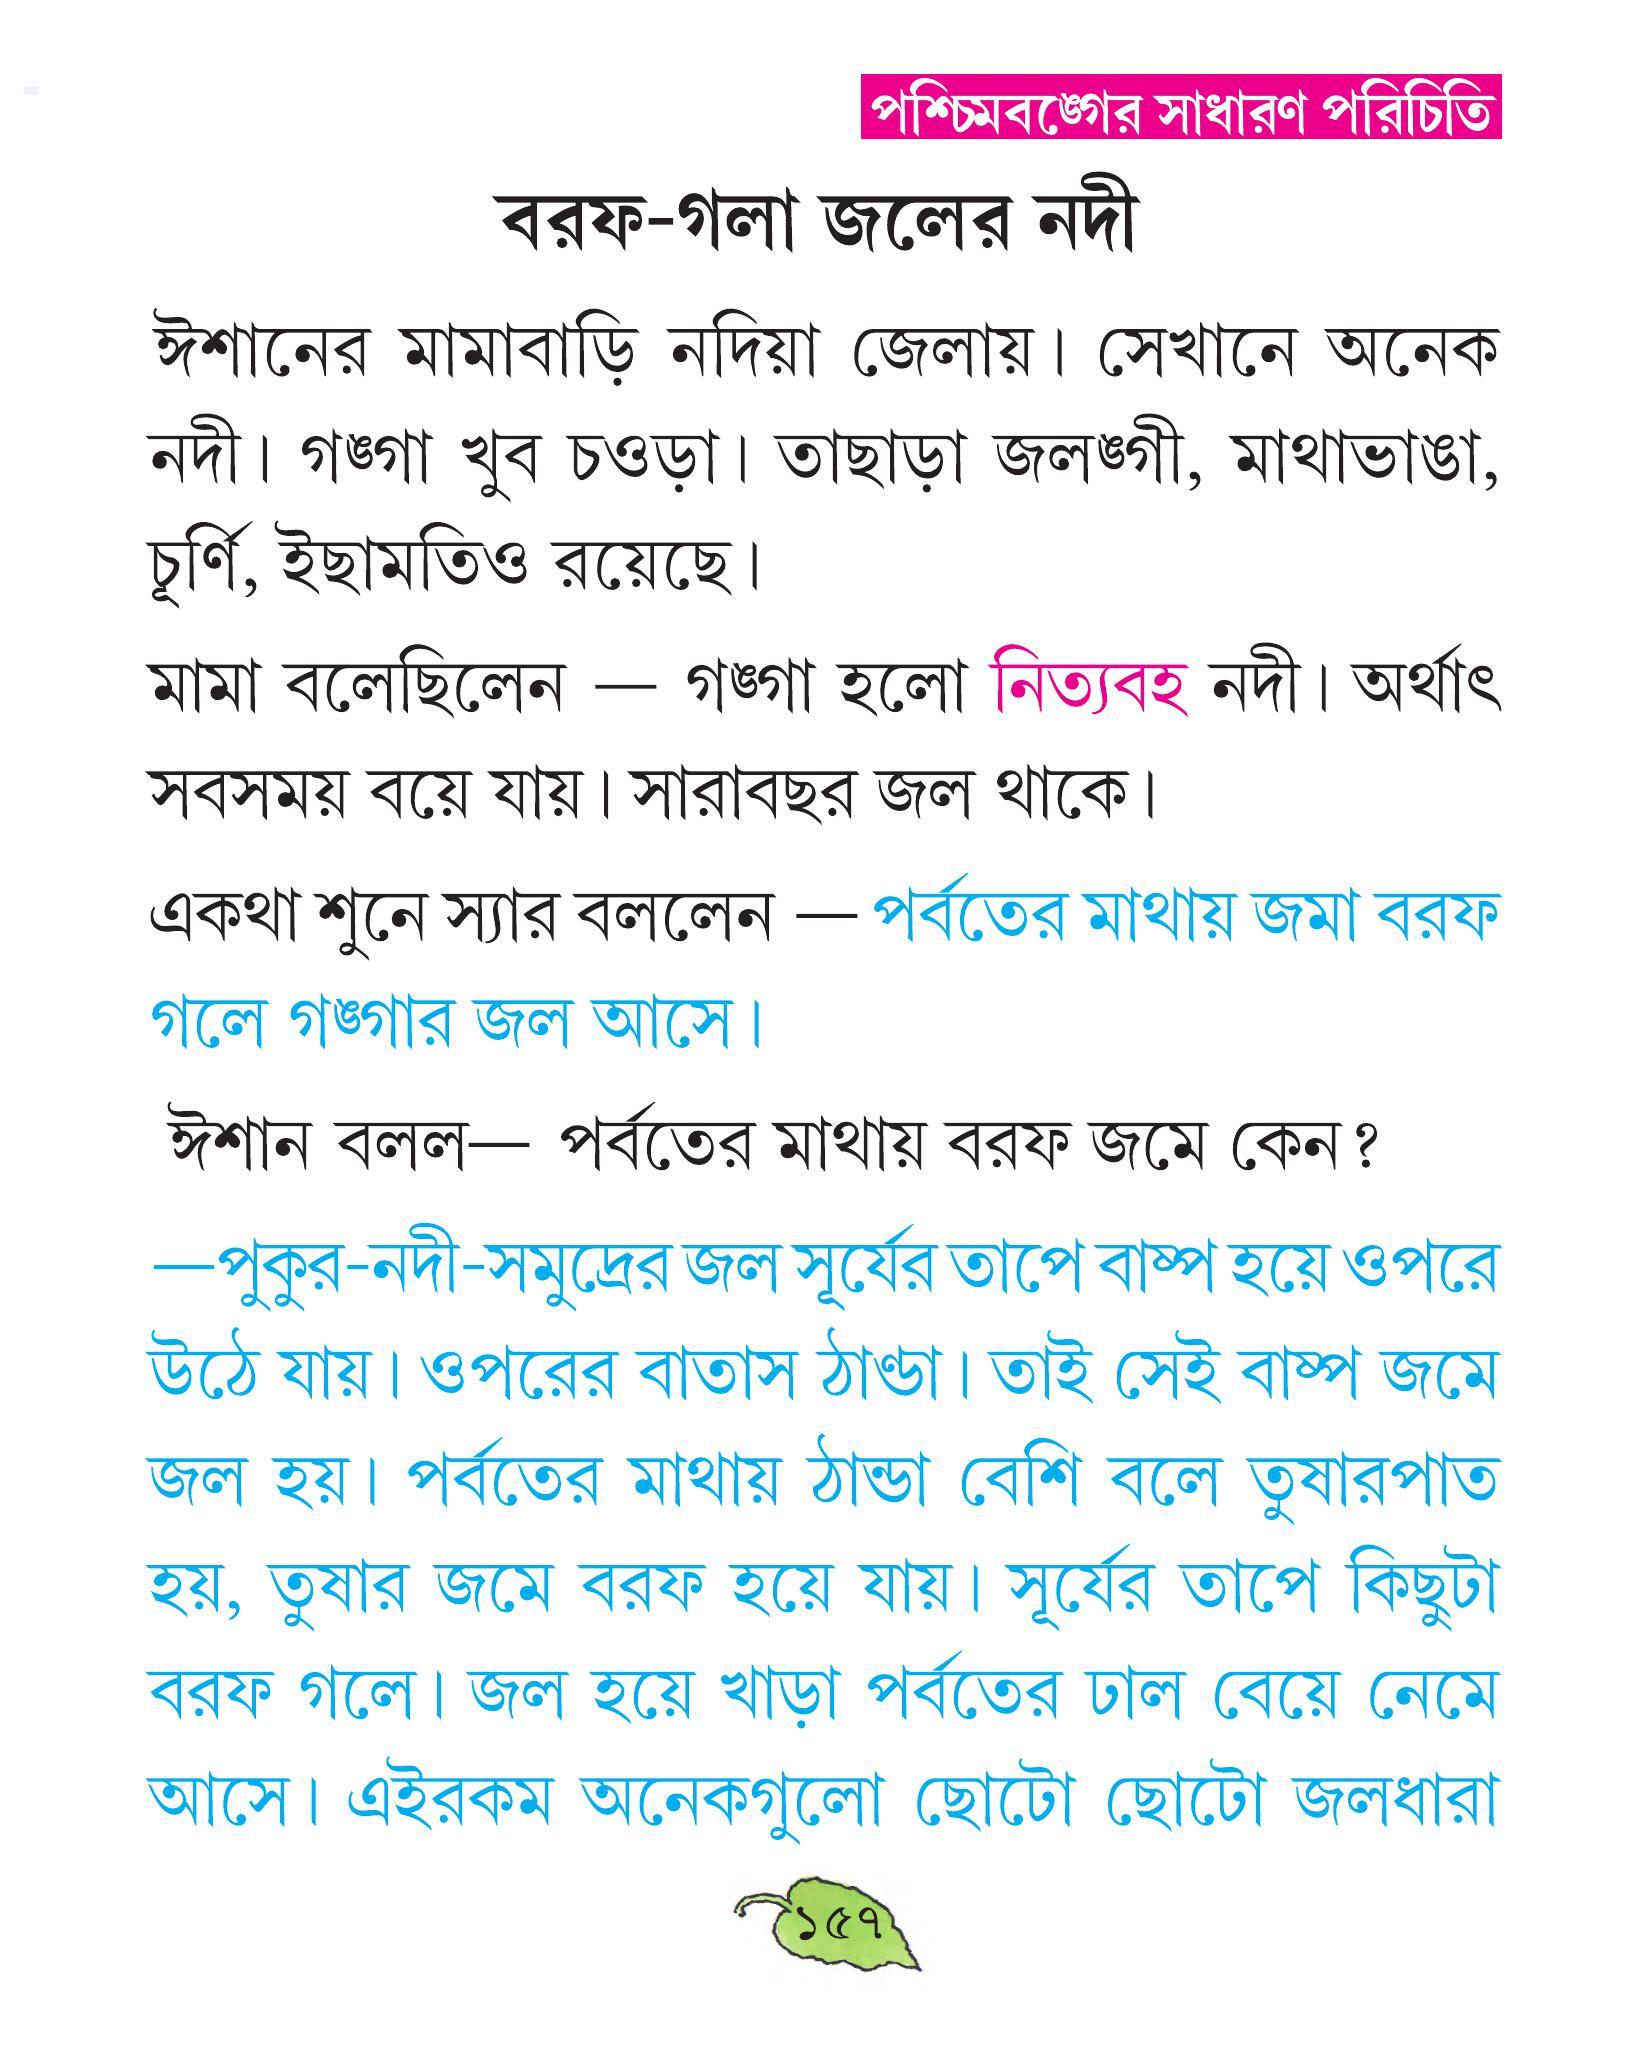 পশ্চিমবঙ্গের সাধারণ পরিচিতি
বরফ-গলা জলের নদী
ঈশানের মামাবাড়ি নদিয়া জেলায়। সেখানে অনেক
নদী। গঙ্গা খুব চওড়া। তাছাড়া জলঙ্গী, মাথাভাঙা,
চূর্ণি, ইছামতিও রয়েছে।
মামা বলেছিলেন — গঙ্গা হলো নিত্যবহ নদী। অর্থাৎ
সবসময় বয়ে যায়। সারাবছর জল থাকে।
একথা শুনে স্যার বললেন — পর্বতের মাথায় জমা বরফ
গলে গঙ্গার জল আসে।
ঈশান বলল— পর্বতের মাথায় বরফ জমে কেন?
—পুকুর-নদী-সমুদ্রের জল সূর্যের তাপে বাষ্প হয়ে ওপরে
উঠে যায়। ওপরের বাতাস ঠাণ্ডা। তাই সেই বাষ্প জমে
জল হয়। পর্বতের মাথায় ঠান্ডা বেশি বলে তুষারপাত
হয়, তুষার জমে বরফ হয়ে যায়। সূর্যের তাপে কিছুটা
বরফ গলে। জল হয়ে খাড়া পর্বতের ঢাল বেয়ে নেমে
আসে। এইরকম অনেকগুলো ছোটো ছোটো জলধারা
১৫৭